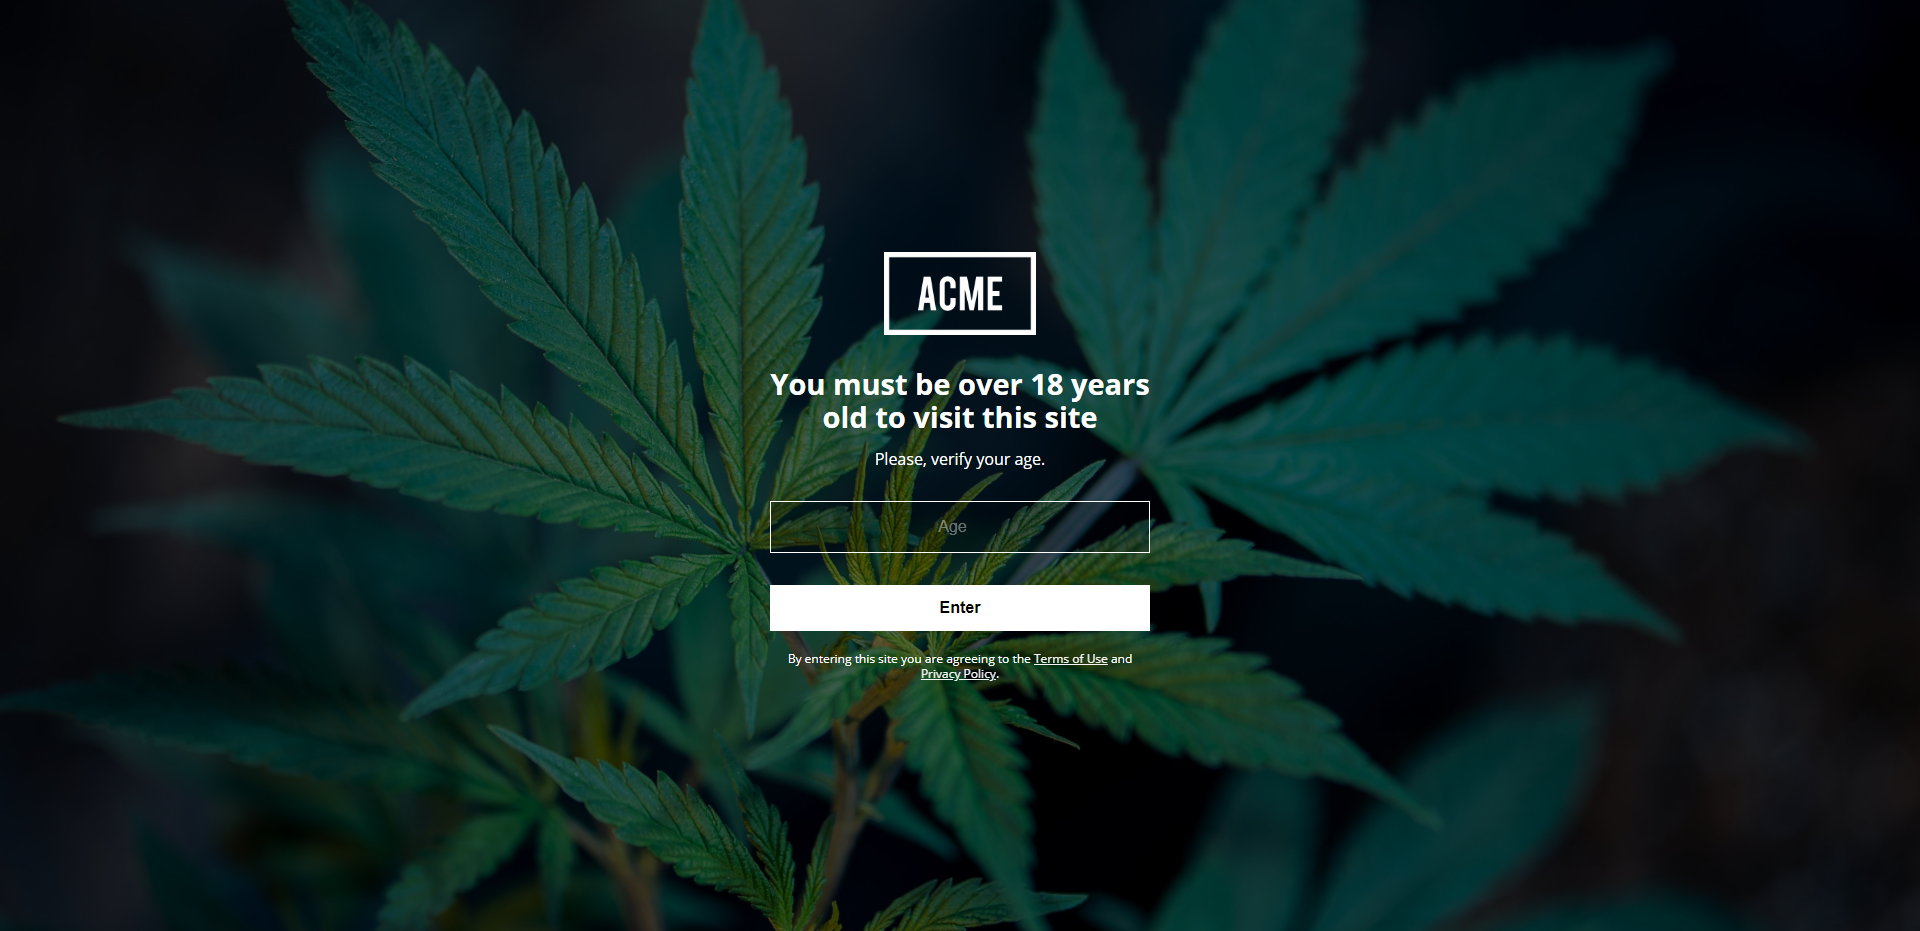 ACME
You must be over 18 years
old to visit this site
Please, verify your age.
Age
Enter
By entering this site you are agreeing to the Terms of Use and
Privacy Policy.